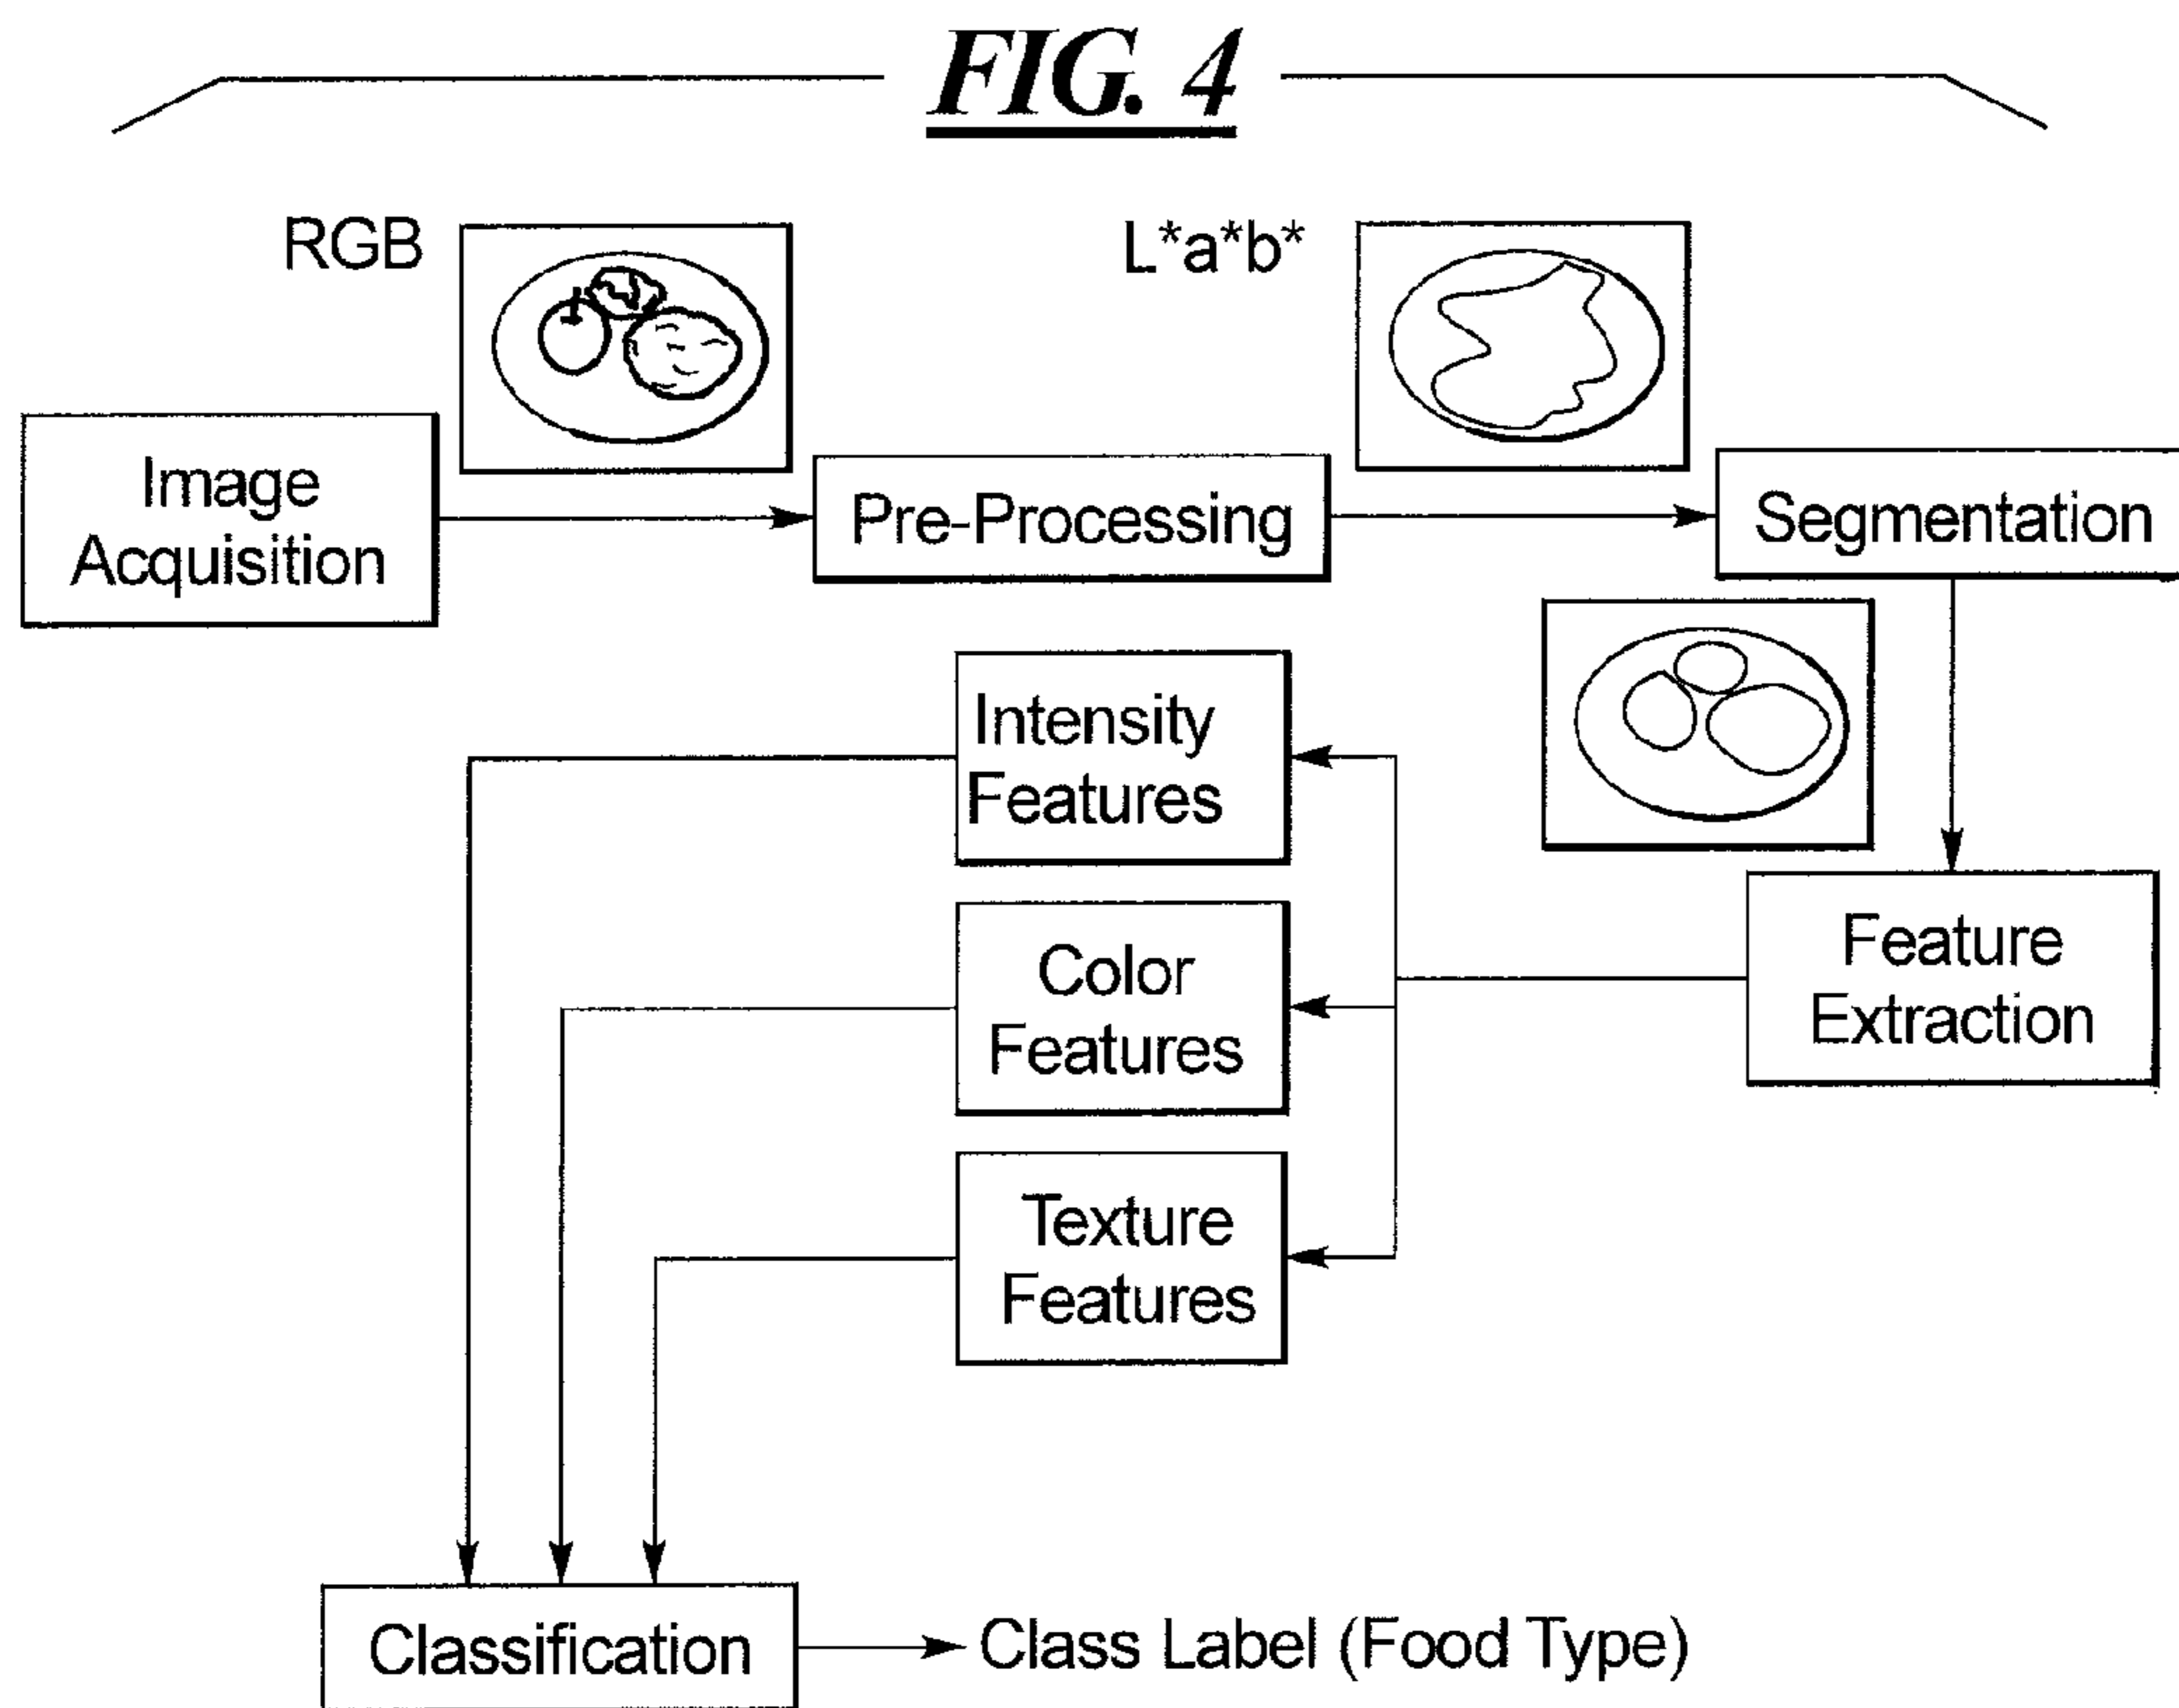 FIG. 4
RGB
L*a*b*
Image
Acquisition
Pre-Processing
Segmentation
Intensity
Features
Color
Features
Feature
Extraction
Texture
Features
Classification
Class Label (Food Type)